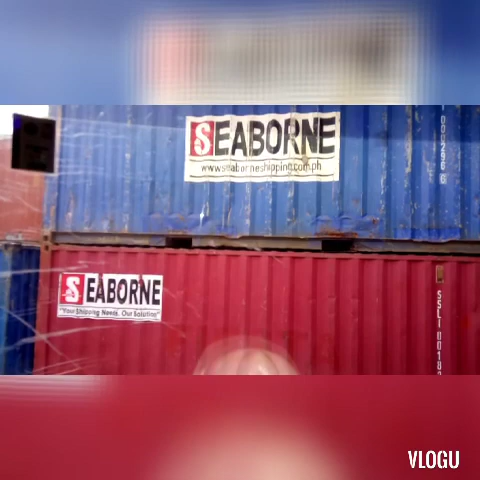 SEABORNE
www.seaborneshipping.com.ph
SEABORNE
"Your Shipping Needs, Our Solution"
VLOGU